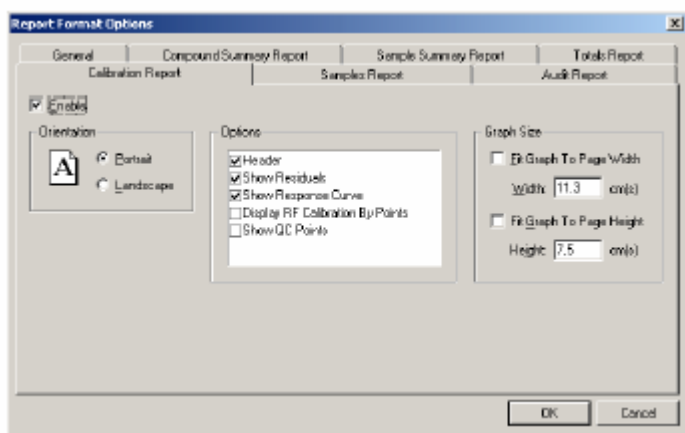 Report Format Options
General Compound Summary Report Sample Summary Report Totals Report
Calibration Report Samples Report Audit Report
Enable
Orientation
A
Portrait
Landscape
Options
Header
Show Residuals
Show Response Curve
Display RF Calibration By Points
Show QC Points
Graph Size
Fit Graph To Page Width
Width: 11.3 cm(s)
Fit Graph To Page Height
Height: 7.5 cm(s)
OK Cancel